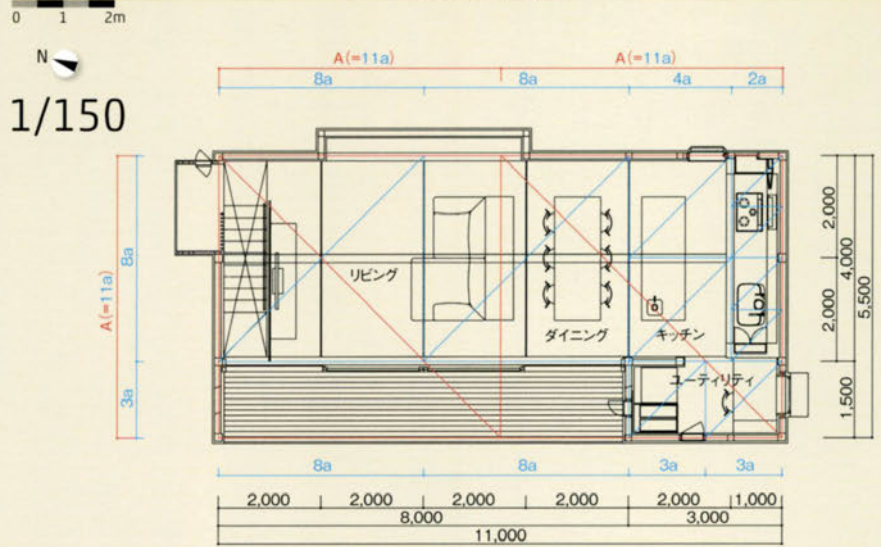 0 1 2m
N
1/150
A(=11a) A(=11a)
8a 8a 4a 2a
A(=11a)
8a
3a
リビング
ダイニング
キッチン
ユーティリティ
2,000
2,000
4,000
1,500
5,500
8a 8a 3a 3a
2,000 2,000 2,000 2,000 2,000 1,000
8,000 3,000
11,000